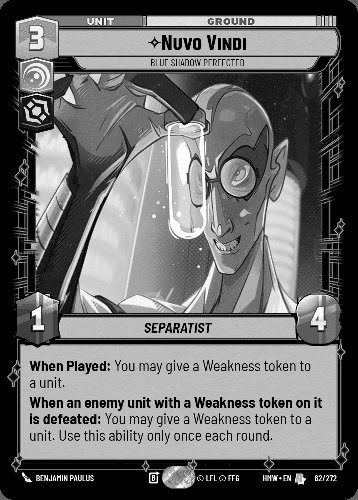 UNIT GROUND
3
✧NUVO VINDI
BLUE SHADOW PERFECTED
1
SEPARATIST
4
When Played: You may give a Weakness token to
a unit.
When an enemy unit with a Weakness token on it
is defeated: You may give a Weakness token to
a unit. Use this ability only once each round.
BENJAMIN PAULUS
© LFL © FFG
HMW • EN
62/272